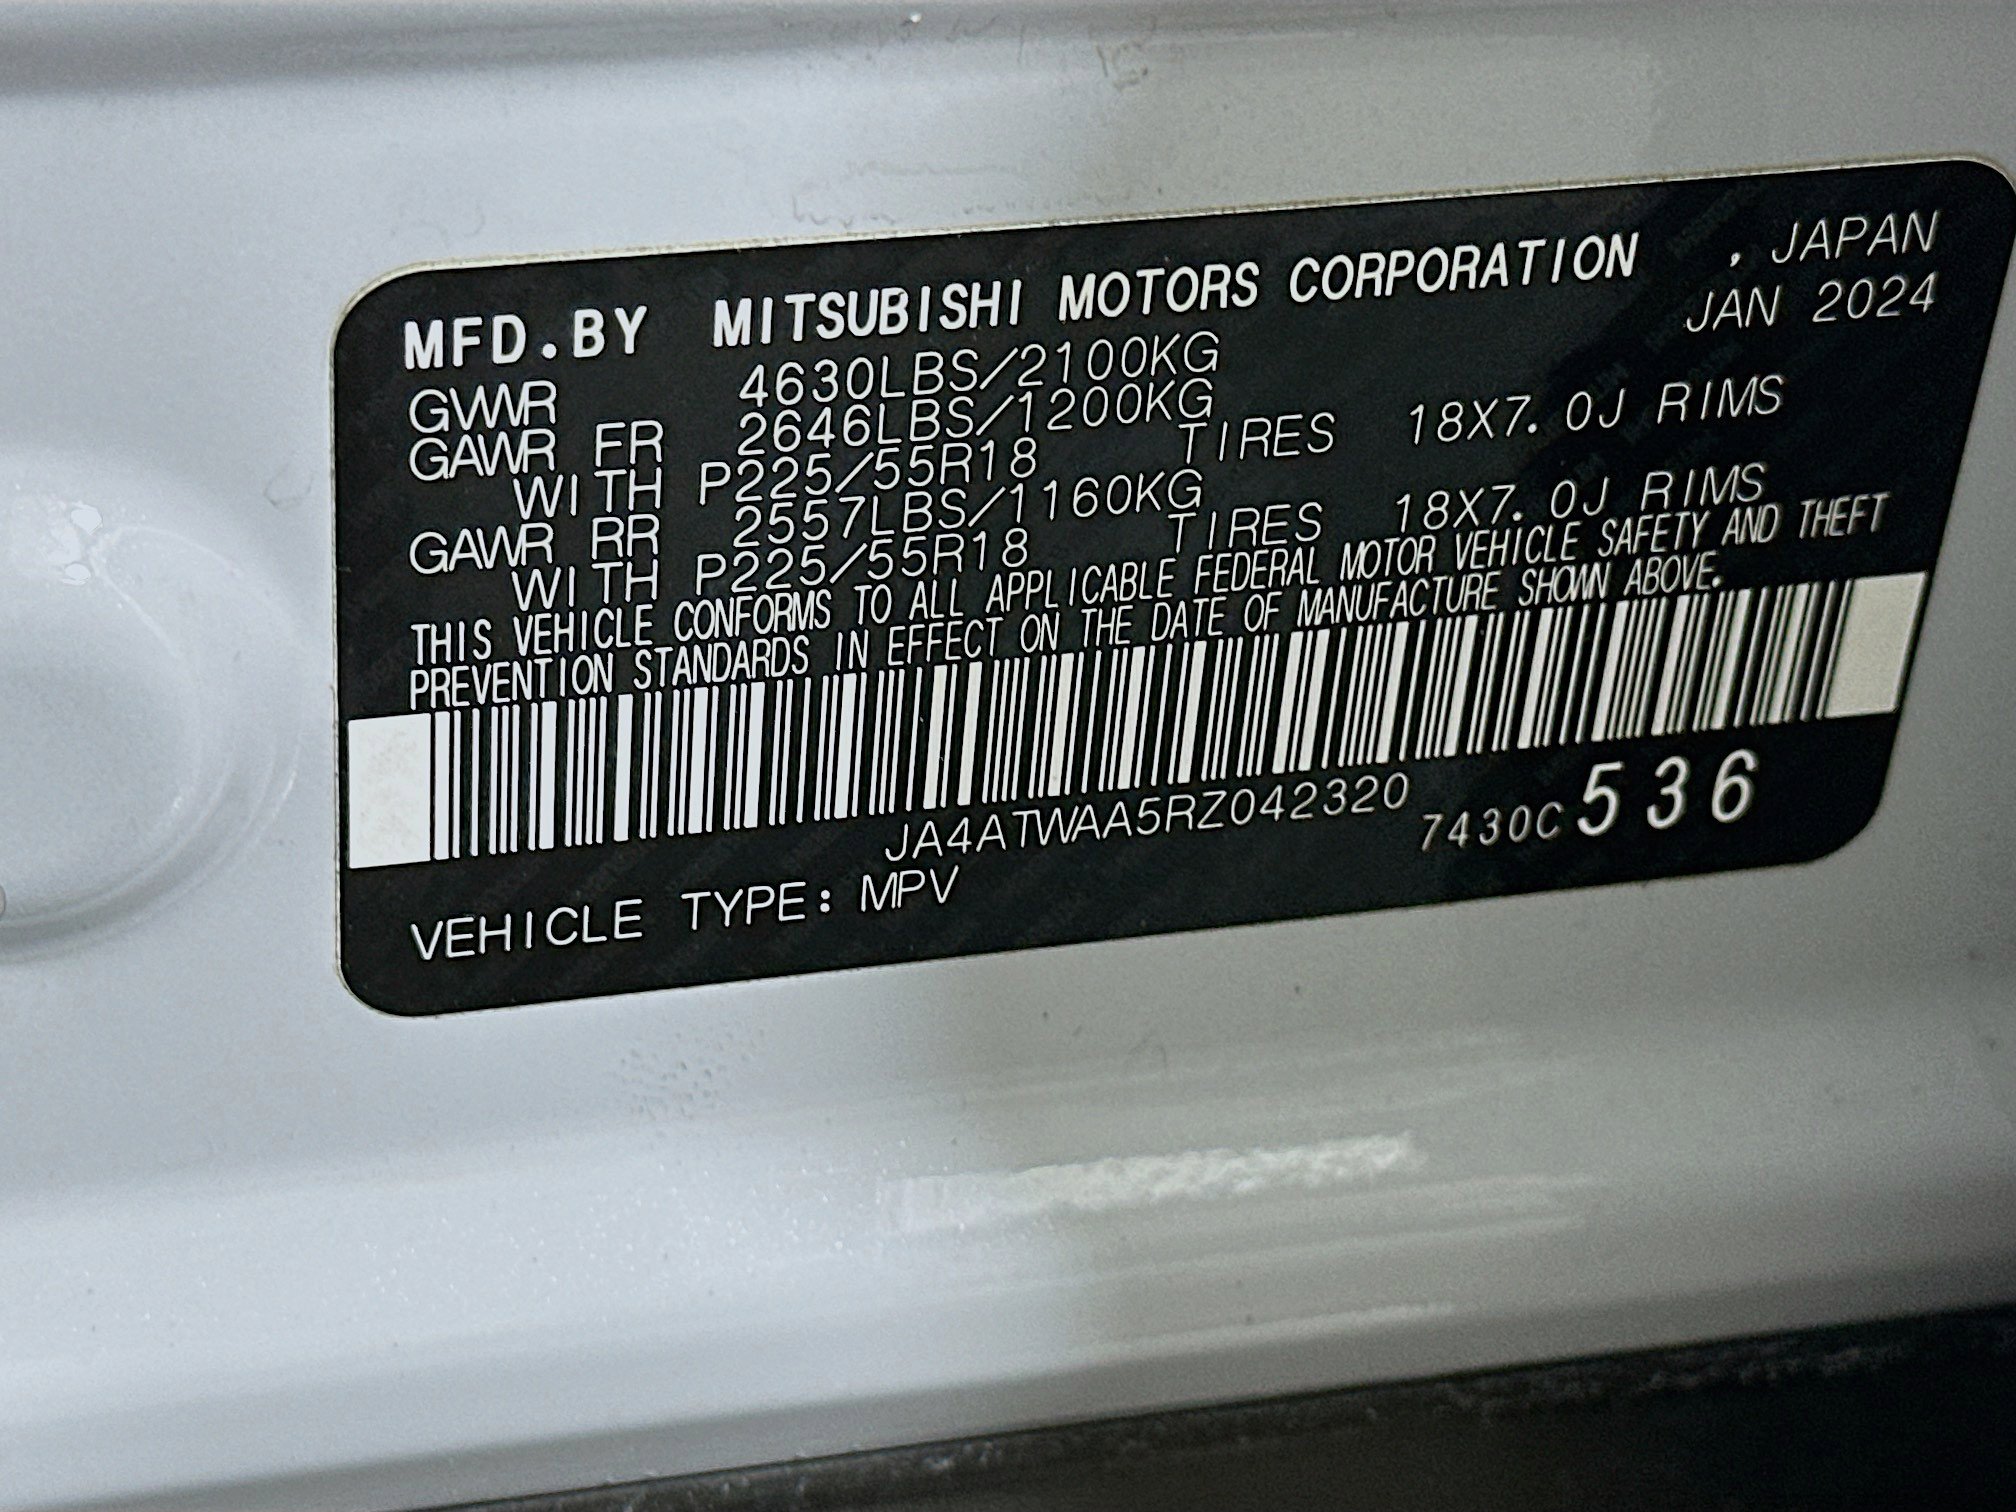 MFD.BY MITSUBISHI MOTORS CORPORATION , JAPAN
JAN 2024
GVWR 4630LBS/2100KG
GAWR FR 2646LBS/1200KG
WITH P225/55R18 TIRES 18X7.0J RIMS
GAWR RR 2557LBS/1160KG
WITH P225/55R18 TIRES 18X7.0J RIMS
THIS VEHICLE CONFORMS TO ALL APPLICABLE FEDERAL MOTOR VEHICLE SAFETY AND THEFT
PREVENTION STANDARDS IN EFFECT ON THE DATE OF MANUFACTURE SHOWN ABOVE.
JA4ATWAA5RZ042320 7430C536
VEHICLE TYPE: MPV